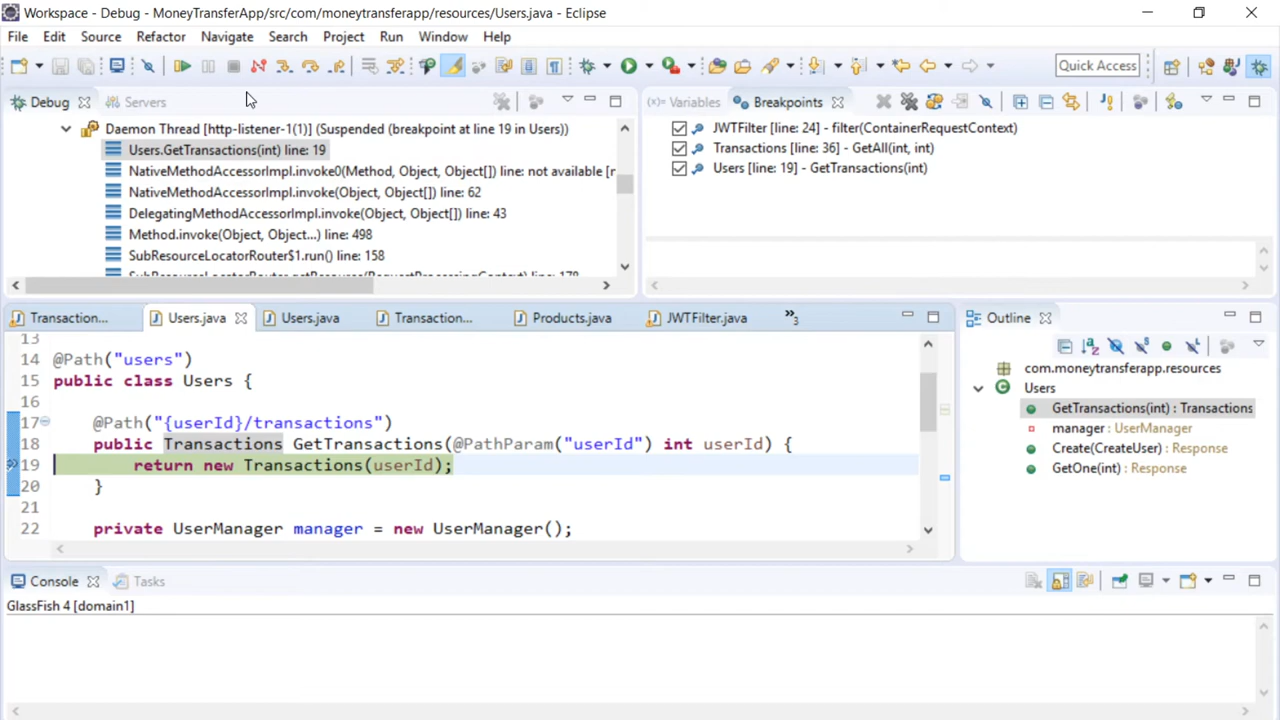 Workspace - Debug - MoneyTransferApp/src/com/moneytransferapp/resources/Users.java - Eclipse
File Edit Source Refactor Navigate Search Project Run Window Help
Quick Access
Debug Servers
Daemon Thread [http-listener-1(1)] (Suspended (breakpoint at line 19 in Users))
Users.GetTransactions(int) line: 19
NativeMethodAccessorImpl.invoke0(Method, Object, Object[]) line: not available [n
NativeMethodAccessorImpl.invoke(Object, Object[]) line: 62
DelegatingMethodAccessorImpl.invoke(Object, Object[]) line: 43
Method.invoke(Object, Object...) line: 498
SubResourceLocatorRouter$1.run() line: 158
SubResourceLocatorRouter.getResource(RequestProcessingContext) line: 178
(x)= Variables Breakpoints
JWTFilter [line: 24] - filter(ContainerRequestContext)
Transactions [line: 36] - GetAll(int, int)
Users [line: 19] - GetTransactions(int)
Transaction... Users.java Users.java Transaction... Products.java JWTFilter.java »3
13
14 @Path("users")
15 public class Users {
16
17 @Path("{userId}/transactions")
18 public Transactions GetTransactions(@PathParam("userId") int userId) {
19 return new Transactions(userId);
20 }
21
22 private UserManager manager = new UserManager();
Outline
com.moneytransferapp.resources
Users
GetTransactions(int) : Transactions
manager : UserManager
Create(CreateUser) : Response
GetOne(int) : Response
Console Tasks
GlassFish 4 [domain1]